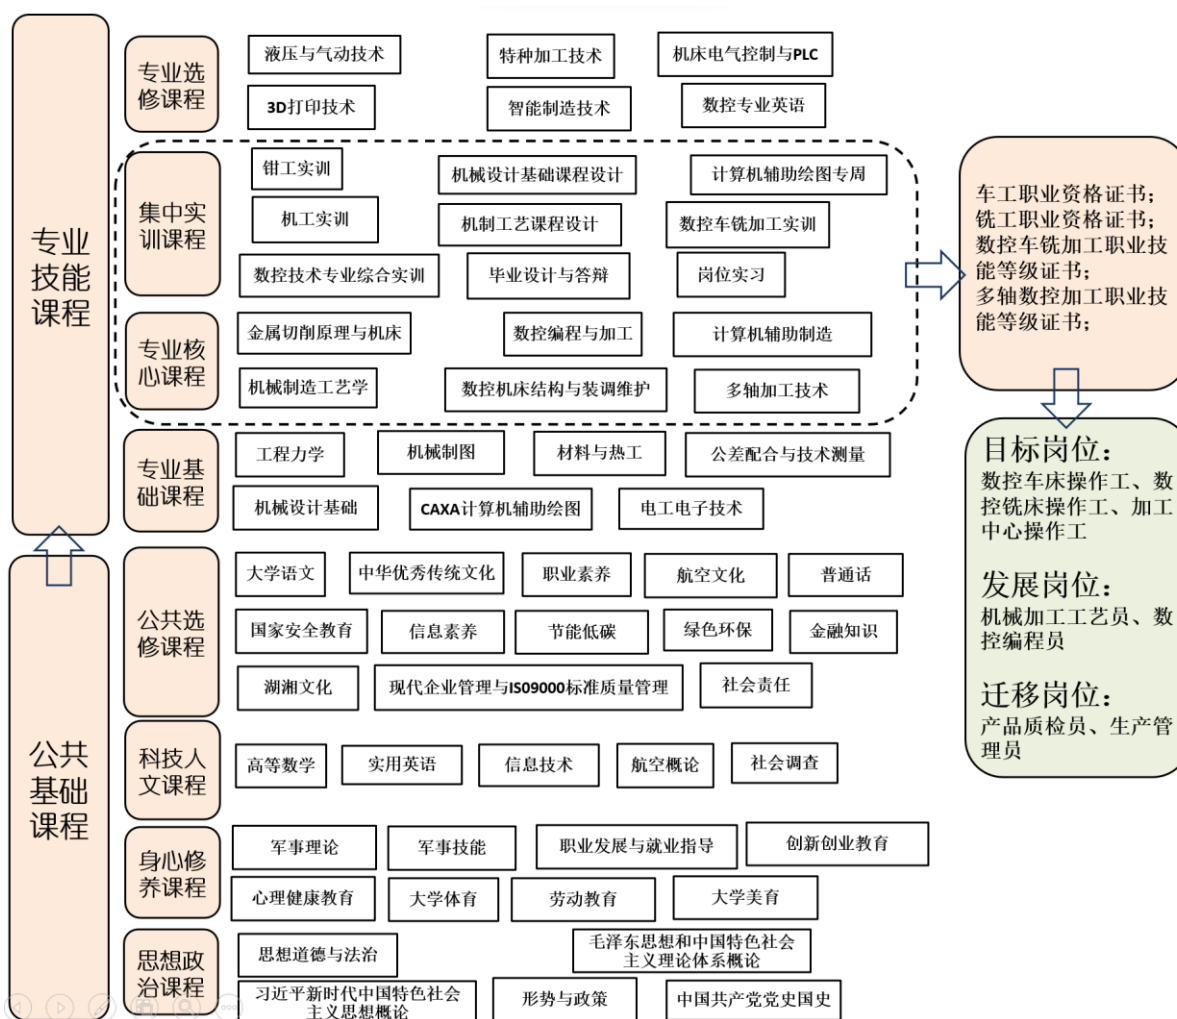 专业
技能
课程
专业选
修课程
液压与气动技术
特种加工技术
机床电气控制与PLC
3D打印技术
智能制造技术
数控专业英语
集中实
训课程
钳工实训
机械设计基础课程设计
计算机辅助绘图专周
机工实训
机制工艺课程设计
数控车铣加工实训
数控技术专业综合实训
毕业设计与答辩
岗位实习
专业核
心课程
金属切削原理与机床
数控编程与加工
计算机辅助制造
机械制造工艺学
数控机床结构与装调维护
多轴加工技术
专业基
础课程
工程力学
机械制图
材料与热工
公差配合与技术测量
机械设计基础
CAXA计算机辅助绘图
电工电子技术
公共
基础
课程
公共选
修课程
大学语文
中华优秀传统文化
职业素养
航空文化
普通话
国家安全教育
信息素养
节能低碳
绿色环保
金融知识
湖湘文化
现代企业管理与IS09000标准质量管理
社会责任
科技人
文课程
高等数学
实用英语
信息技术
航空概论
社会调查
身心修
养课程
军事理论
军事技能
职业发展与就业指导
创新创业教育
心理健康教育
大学体育
劳动教育
大学美育
思想政
治课程
思想道德与法治
毛泽东思想和中国特色社会
主义理论体系概论
习近平新时代中国特色社会
主义思想概论
形势与政策
中国共产党党史国史
车工职业资格证书；
铣工职业资格证书；
数控车铣加工职业技
能等级证书；
多轴数控加工职业技
能等级证书；
目标岗位：
数控车床操作工、数
控铣床操作工、加工
中心操作工
发展岗位：
机械加工工艺员、数
控编程员
迁移岗位：
产品质检员、生产管
理员